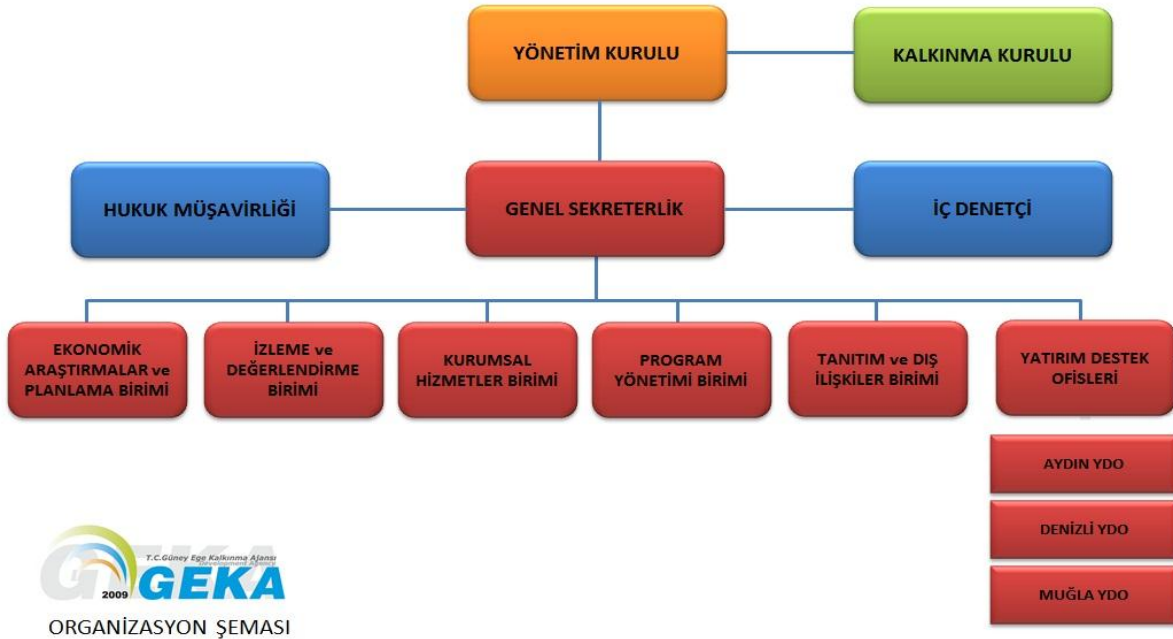 YÖNETİM KURULU
KALKINMA KURULU
HUKUK MÜŞAVİRLİĞİ
GENEL SEKRETERLİK
İÇ DENETÇİ
EKONOMİK
ARAŞTIRMALAR ve
PLANLAMA BİRİMİ
İZLEME ve
DEĞERLENDİRME
BİRİMİ
KURUMSAL
HİZMETLER BİRİMİ
PROGRAM
YÖNETİMİ BİRİMİ
TANITIM ve DIŞ
İLİŞKİLER BİRİMİ
YATIRIM DESTEK
OFİSLERİ
AYDIN YDO
DENİZLİ YDO
MUĞLA YDO
T.C.Güney Ege Kalkınma Ajansı
Development Agency
2009 GEKA
ORGANİZASYON ŞEMASI